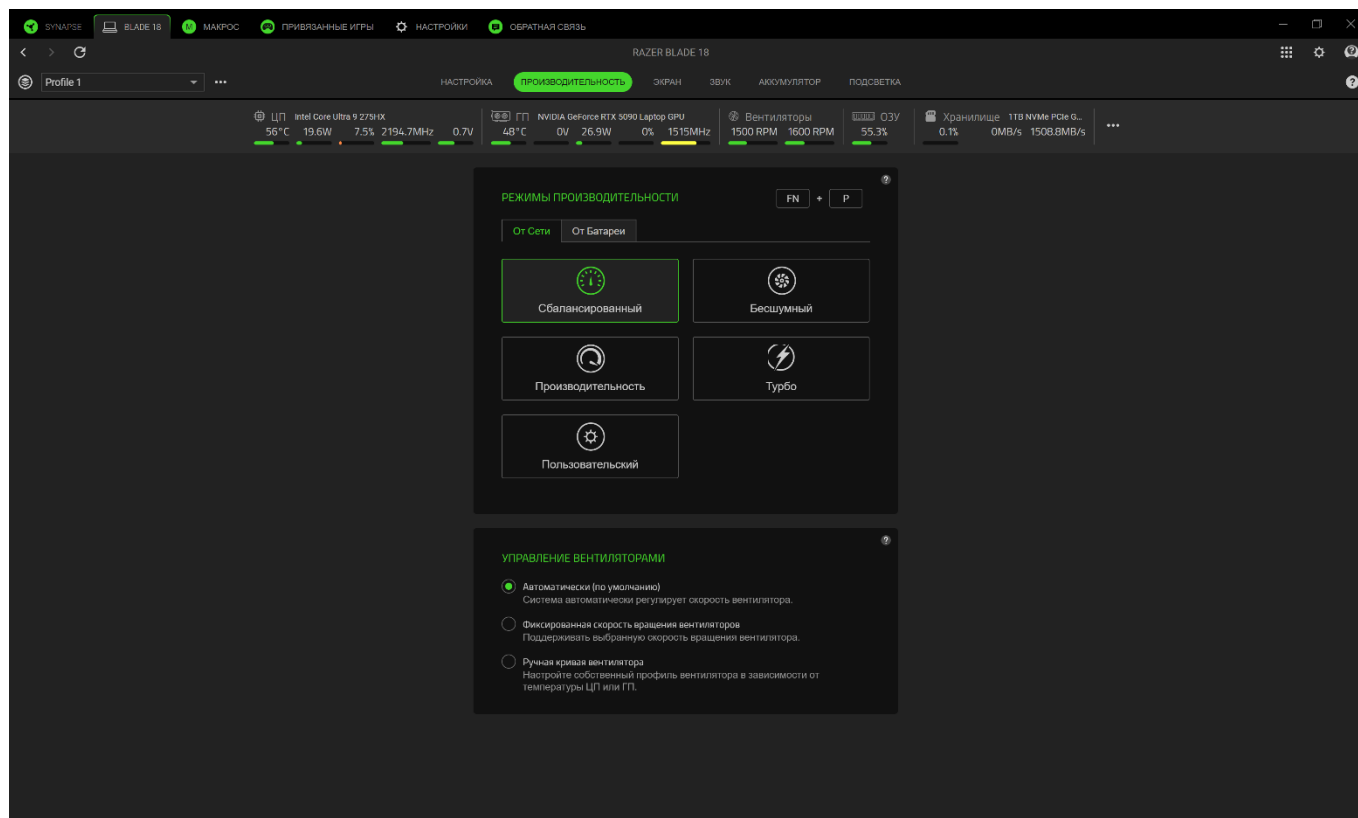 SYNAPSE BLADE 18 M МАКРОС ПРИВЯЗАННЫЕ ИГРЫ НАСТРОЙКИ ОБРАТНАЯ СВЯЗЬ
RAZER BLADE 18
Profile 1 НАСТРОЙКА ПРОИЗВОДИТЕЛЬНОСТЬ ЭКРАН ЗВУК АККУМУЛЯТОР ПОДСВЕТКА ?
ЦП Intel Core Ultra 9 275HX ГП NVIDIA GeForce RTX 5090 Laptop GPU Вентиляторы ОЗУ Хранилище 1TB NVMe PCIe G...
56°C 19.6W 7.5% 2194.7MHz 0.7V 48°C 0V 26.9W 0% 1515MHz 1500 RPM 1600 RPM 55.3% 0.1% 0MB/s 1508.8MB/s
?
РЕЖИМЫ ПРОИЗВОДИТЕЛЬНОСТИ FN + P
От Сети От Батареи
Сбалансированный Бесшумный
Производительность Турбо
Пользовательский
?
УПРАВЛЕНИЕ ВЕНТИЛЯТОРАМИ
Автоматически (по умолчанию)
Система автоматически регулирует скорость вентилятора.
Фиксированная скорость вращения вентиляторов
Поддерживать выбранную скорость вращения вентилятора.
Ручная кривая вентилятора
Настройте собственный профиль вентилятора в зависимости от
температуры ЦП или ГП.